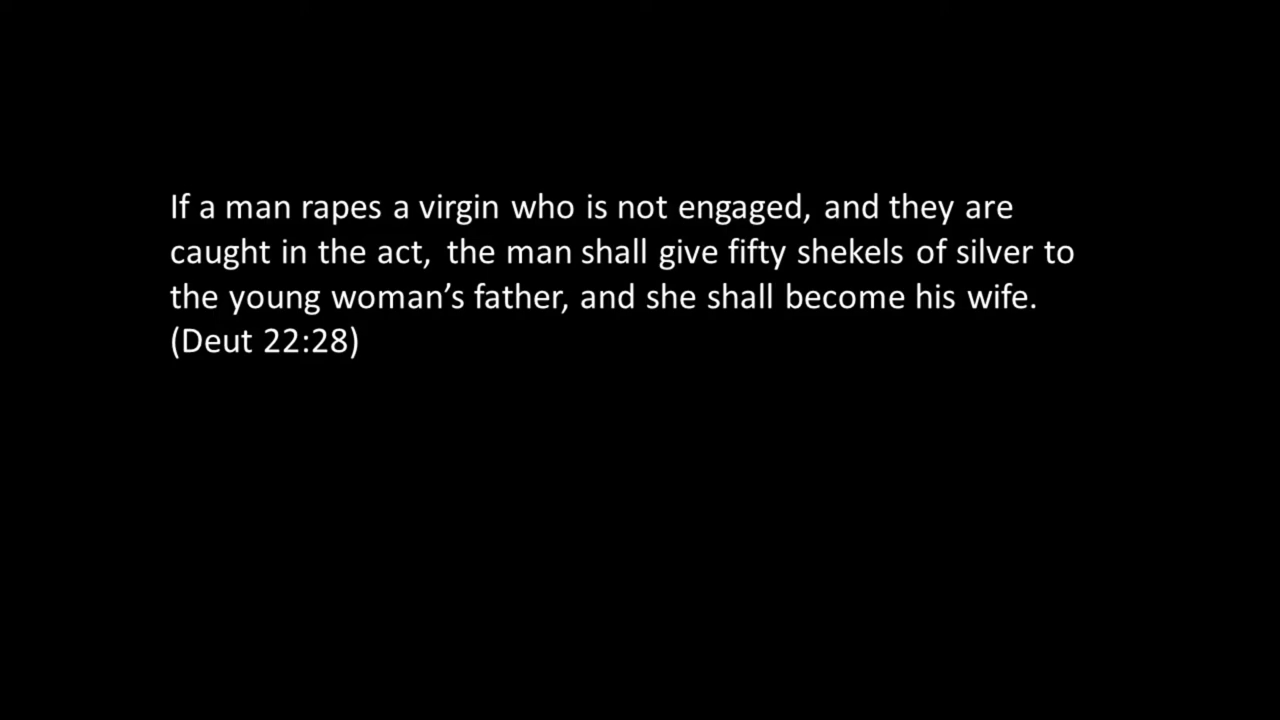 If a man rapes a virgin who is not engaged, and they are
caught in the act,  the man shall give fifty shekels of silver to
the young woman’s father, and she shall become his wife.
(Deut 22:28)